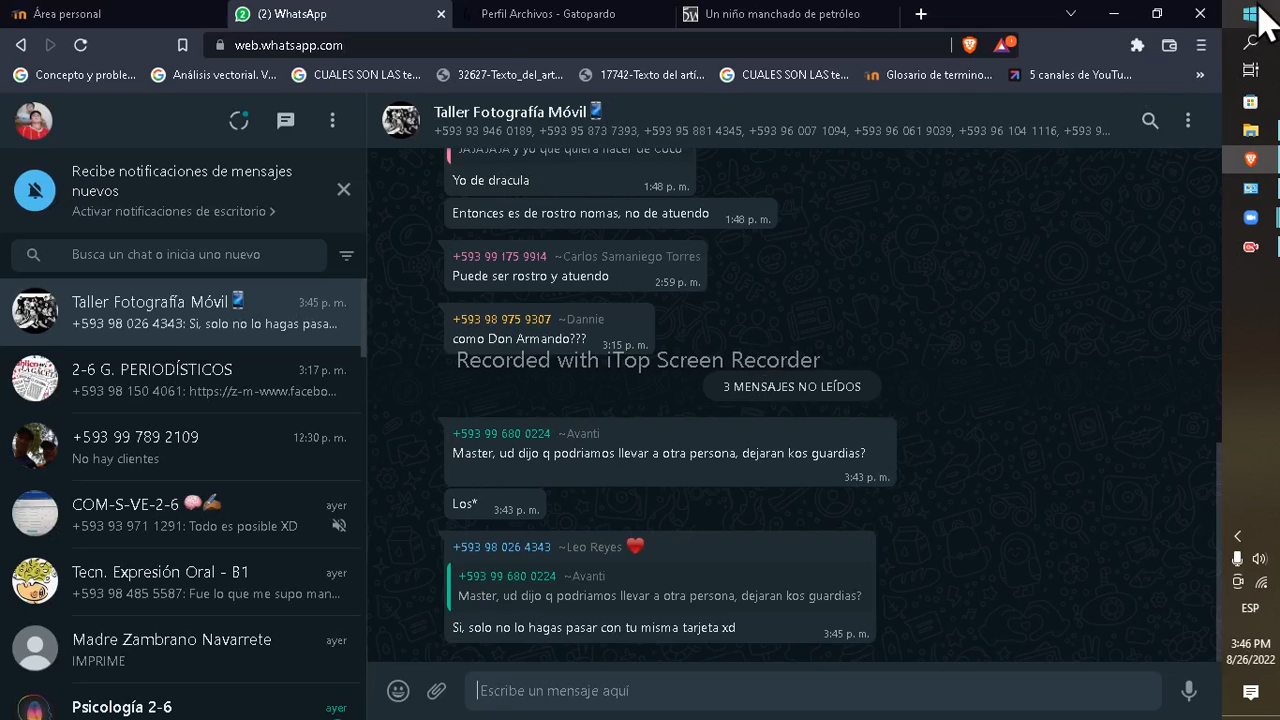 Área personal
(2) WhatsApp
Perfil Archivos - Gatopardo
Un niño manchado de petróleo
web.whatsapp.com
Concepto y proble...
Análisis vectorial. V...
CUALES SON LAS te...
32627-Texto_del_art...
17742-Texto del artí...
CUALES SON LAS te...
Glosario de termino...
5 canales de YouTu...
Recibe notificaciones de mensajes
nuevos
Activar notificaciones de escritorio
Busca un chat o inicia uno nuevo
Taller Fotografía Móvil
3:45 p. m.
+593 98 026 4343: Si, solo no lo hagas pasa...
2-6 G. PERIODÍSTICOS
3:17 p. m.
+593 98 150 4061: https://z-m-www.facebo...
+593 99 789 2109
12:30 p. m.
No hay clientes
COM-S-VE-2-6
ayer
+593 93 971 1291: Todo es posible XD
Tecn. Expresión Oral - B1
ayer
+593 98 485 5587: Fue lo que me supo man...
Madre Zambrano Navarrete
ayer
IMPRIME
Psicología 2-6
ayer
Taller Fotografía Móvil
+593 93 946 0189, +593 95 873 7393, +593 95 881 4345, +593 96 007 1094, +593 96 061 9039, +593 96 104 1116, +593 9...
JAJAJAJA y yo que quiera hacer de Coco
Yo de dracula
1:48 p. m.
Entonces es de rostro nomas, no de atuendo
1:48 p. m.
+593 99 175 9914 ~Carlos Samaniego Torres
Puede ser rostro y atuendo
2:59 p. m.
+593 98 975 9307 ~Dannie
como Don Armando???
3:15 p. m.
Recorded with iTop Screen Recorder
3 MENSAJES NO LEÍDOS
+593 99 680 0224 ~Avanti
Master, ud dijo q podriamos llevar a otra persona, dejaran kos guardias?
3:43 p. m.
Los*
3:43 p. m.
+593 98 026 4343 ~Leo Reyes
+593 99 680 0224 ~Avanti
Master, ud dijo q podriamos llevar a otra persona, dejaran kos guardias?
Si, solo no lo hagas pasar con tu misma tarjeta xd
3:45 p. m.
Escribe un mensaje aquí
ESP
3:46 PM
8/26/2022